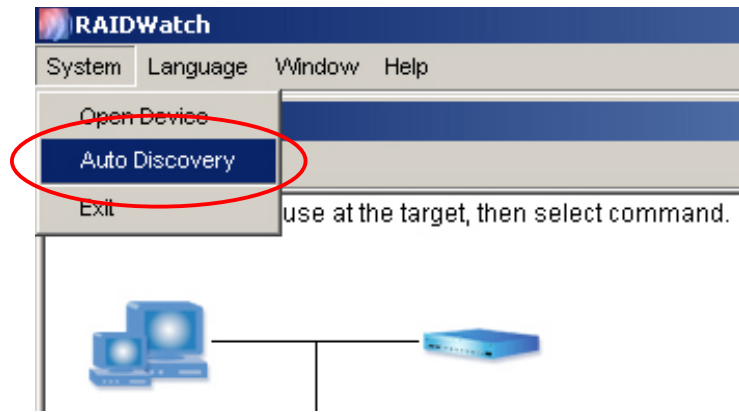 RAIDWatch
System Language Window Help
Open Device
Auto Discovery
Exit
use at the target, then select command.